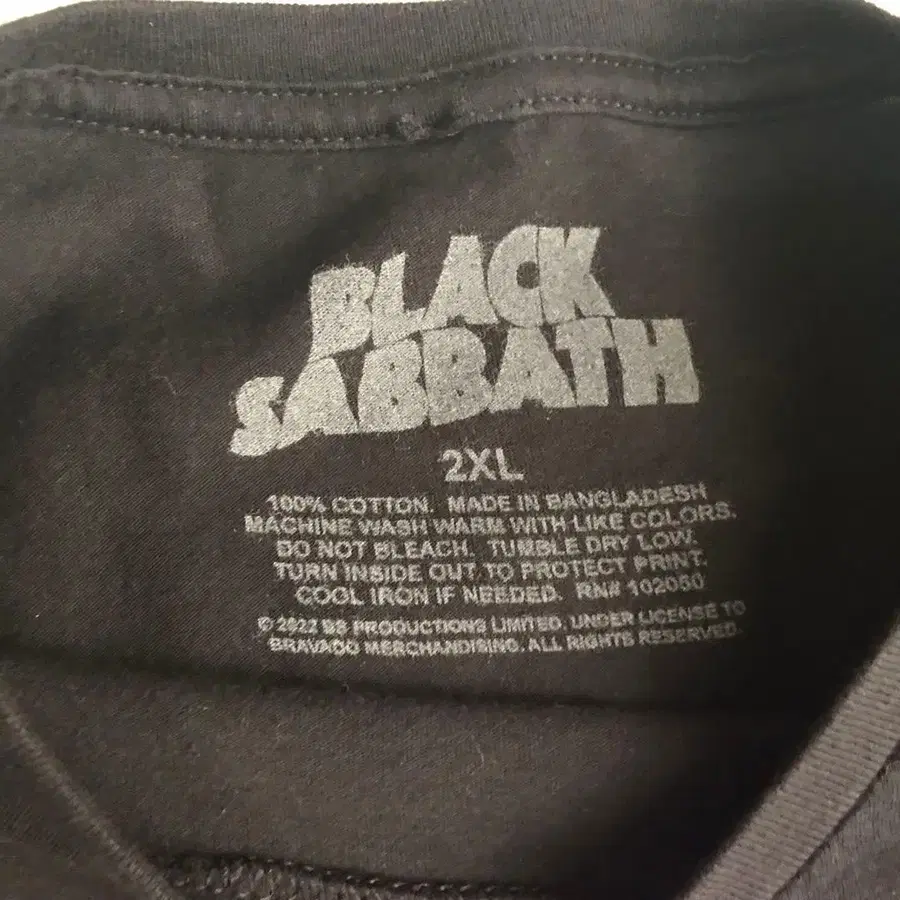 BLACK
SABBATH
2XL
100% COTTON. MADE IN BANGLADESH
MACHINE WASH WARM WITH LIKE COLORS.
DO NOT BLEACH. TUMBLE DRY LOW.
TURN INSIDE OUT TO PROTECT PRINT.
COOL IRON IF NEEDED. RN# 102050
© 2022 BS PRODUCTIONS LIMITED. UNDER LICENSE TO
BRAVADO MERCHANDISING. ALL RIGHTS RESERVED.